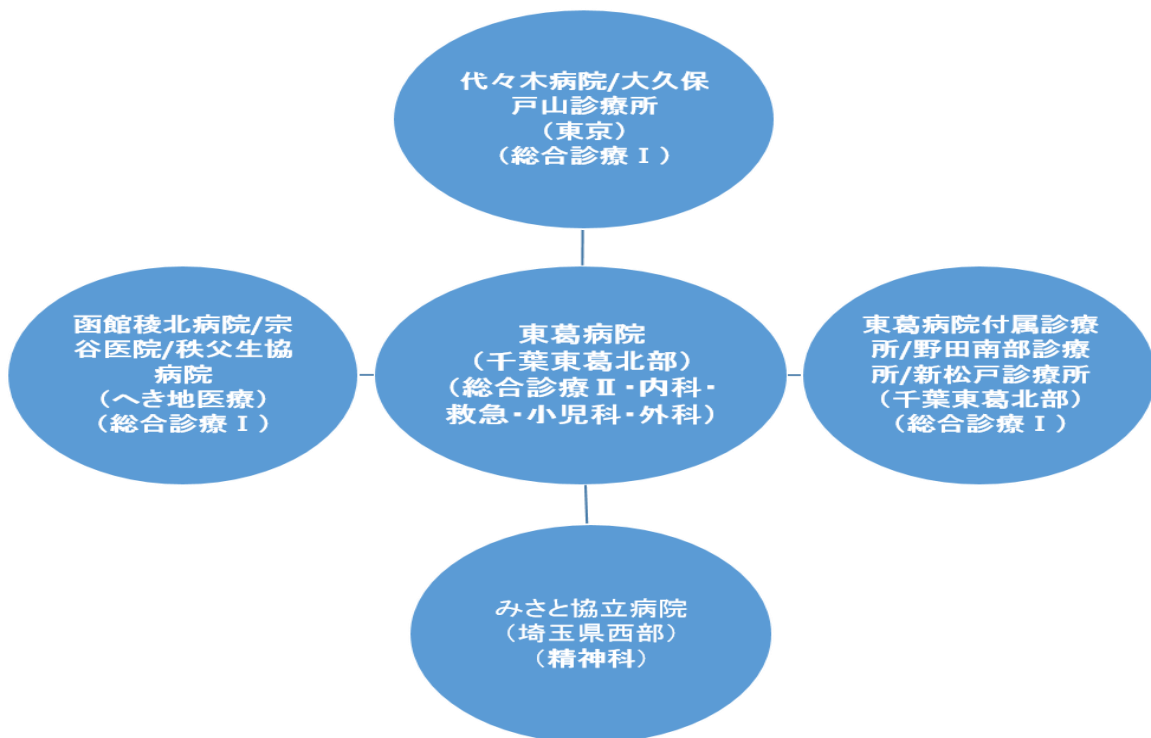 代々木病院/大久保
戸山診療所
（東京）
（総合診療Ⅰ）
函館稜北病院/宗
谷医院/秩父生協
病院
（へき地医療）
（総合診療Ⅰ）
東葛病院
（千葉東葛北部）
（総合診療Ⅱ・内科・
救急・小児科・外科）
東葛病院付属診療
所/野田南部診療
所/新松戸診療所
（千葉東葛北部）
（総合診療Ⅰ）
みさと協立病院
（埼玉県西部）
（精神科）